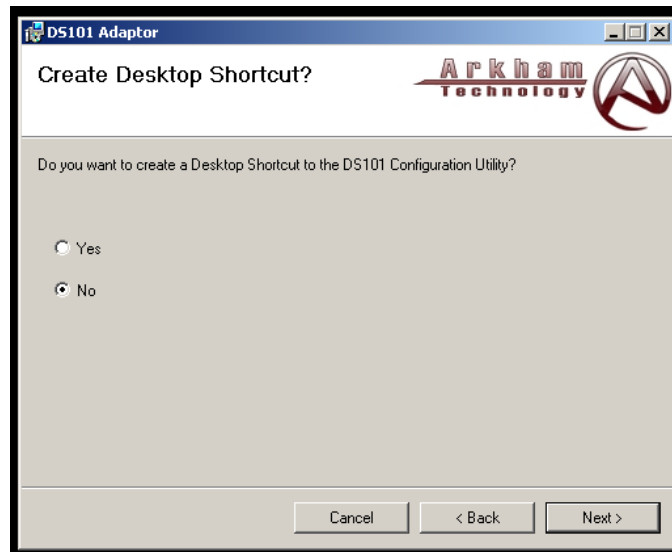 DS101 Adaptor
Create Desktop Shortcut?
Arkham
Technology
Do you want to create a Desktop Shortcut to the DS101 Configuration Utility?
Yes
No
Cancel
< Back
Next >